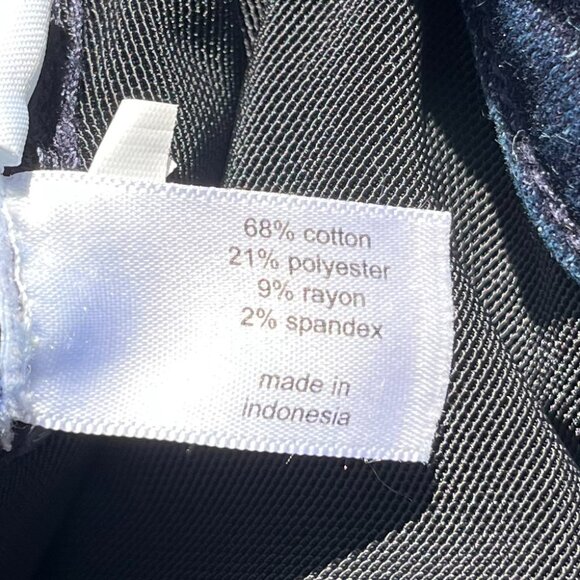 68% cotton
21% polyester
9% rayon
2% spandex
made in
indonesia